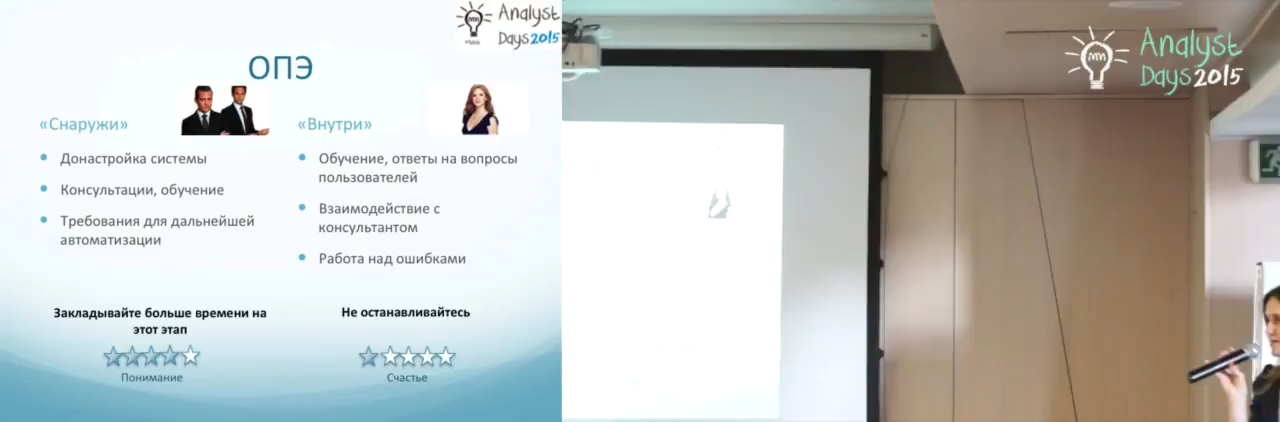 Analyst
Days 2015
ОПЭ
«Снаружи»
Донастройка системы
Консультации, обучение
Требования для дальнейшей
автоматизации
Закладывайте больше времени на
этот этап
Понимание
«Внутри»
Обучение, ответы на вопросы
пользователей
Взаимодействие с
консультантом
Работа над ошибками
Не останавливайтесь
Счастье
Analyst
Days 2015